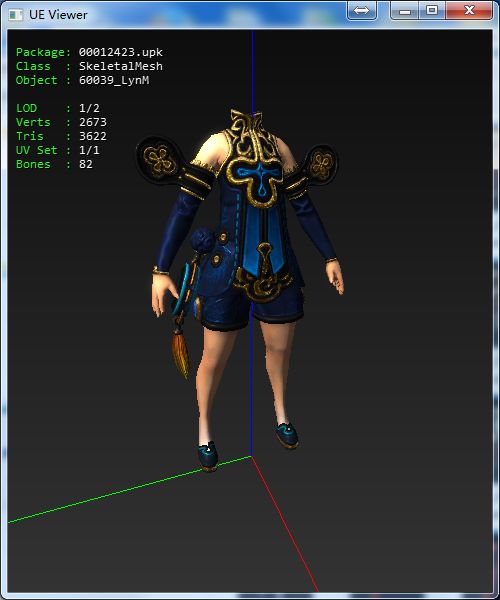 UE Viewer
Package: 00012423.upk
Class  : SkeletalMesh
Object : 60039_LynM
LOD    : 1/2
Verts  : 2673
Tris   : 3622
UV Set : 1/1
Bones  : 82